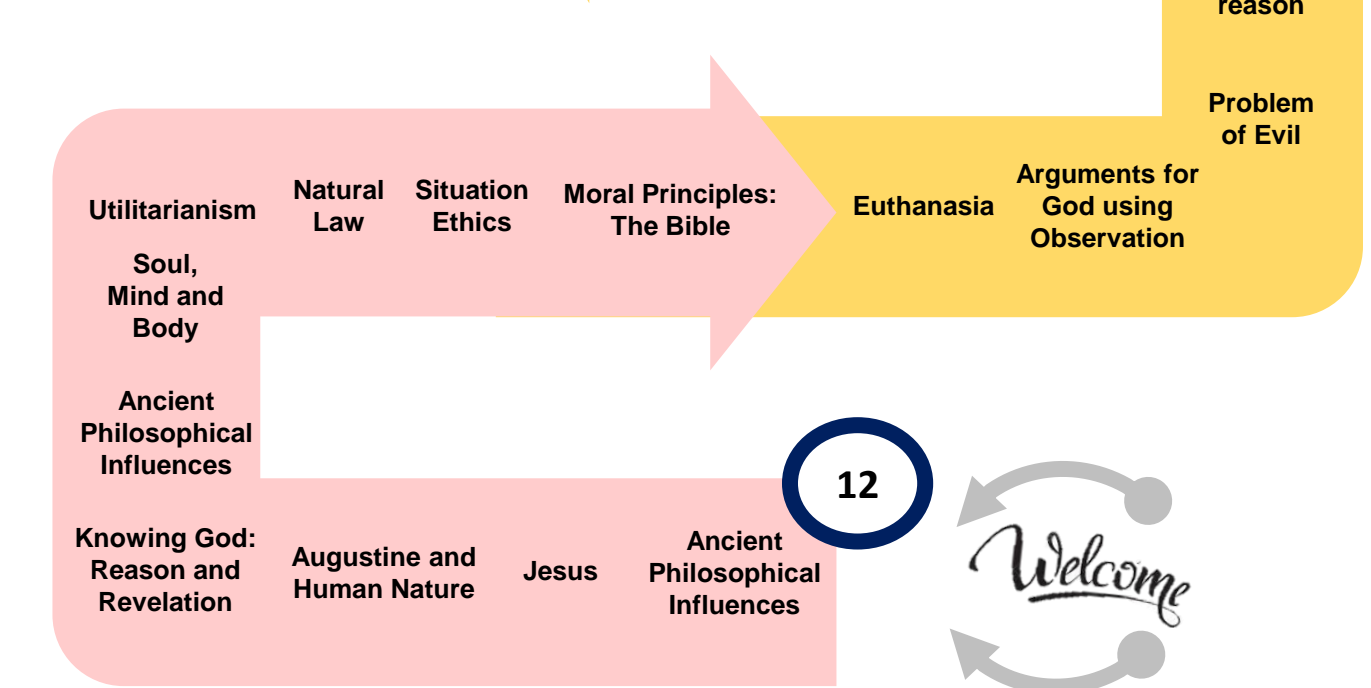 reason
Problem
of Evil
Arguments for
God using
Observation
Euthanasia
Moral Principles:
The Bible
Situation
Ethics
Natural
Law
Utilitarianism
Soul,
Mind and
Body
Ancient
Philosophical
Influences
Knowing God:
Reason and
Revelation
Augustine and
Human Nature
Jesus
Ancient
Philosophical
Influences
12
Welcome